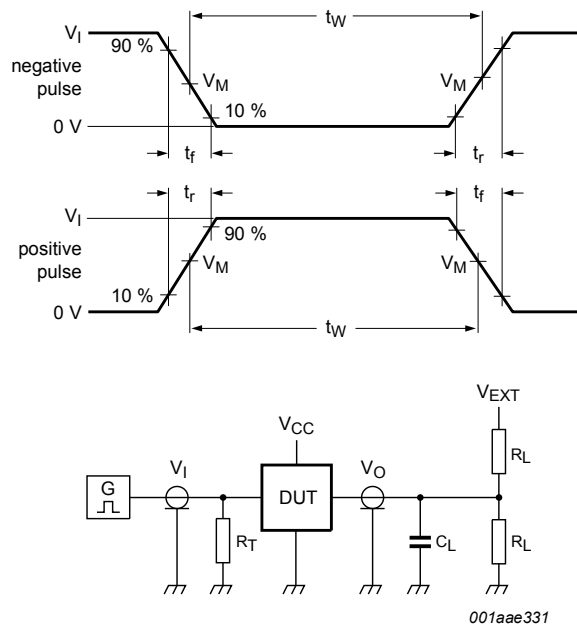 V_I
t_W
90 %
negative
pulse
V_M
V_M
10 %
0 V
t_f
t_r
t_r
t_f
V_I
90 %
positive
pulse
V_M
V_M
10 %
0 V
t_W
V_EXT
V_CC
R_L
V_I
V_O
G
DUT
R_T
C_L
R_L
001aae331